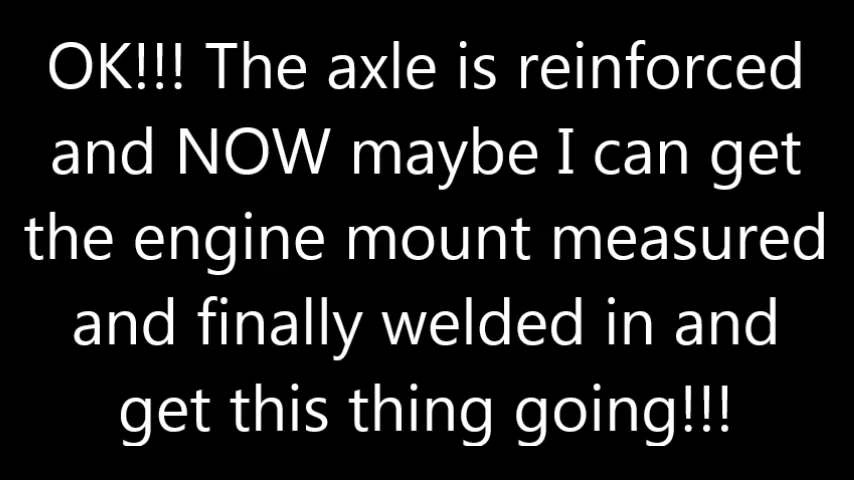 OK!!! The axle is reinforced
and NOW maybe I can get
the engine mount measured
and finally welded in and
get this thing going!!!